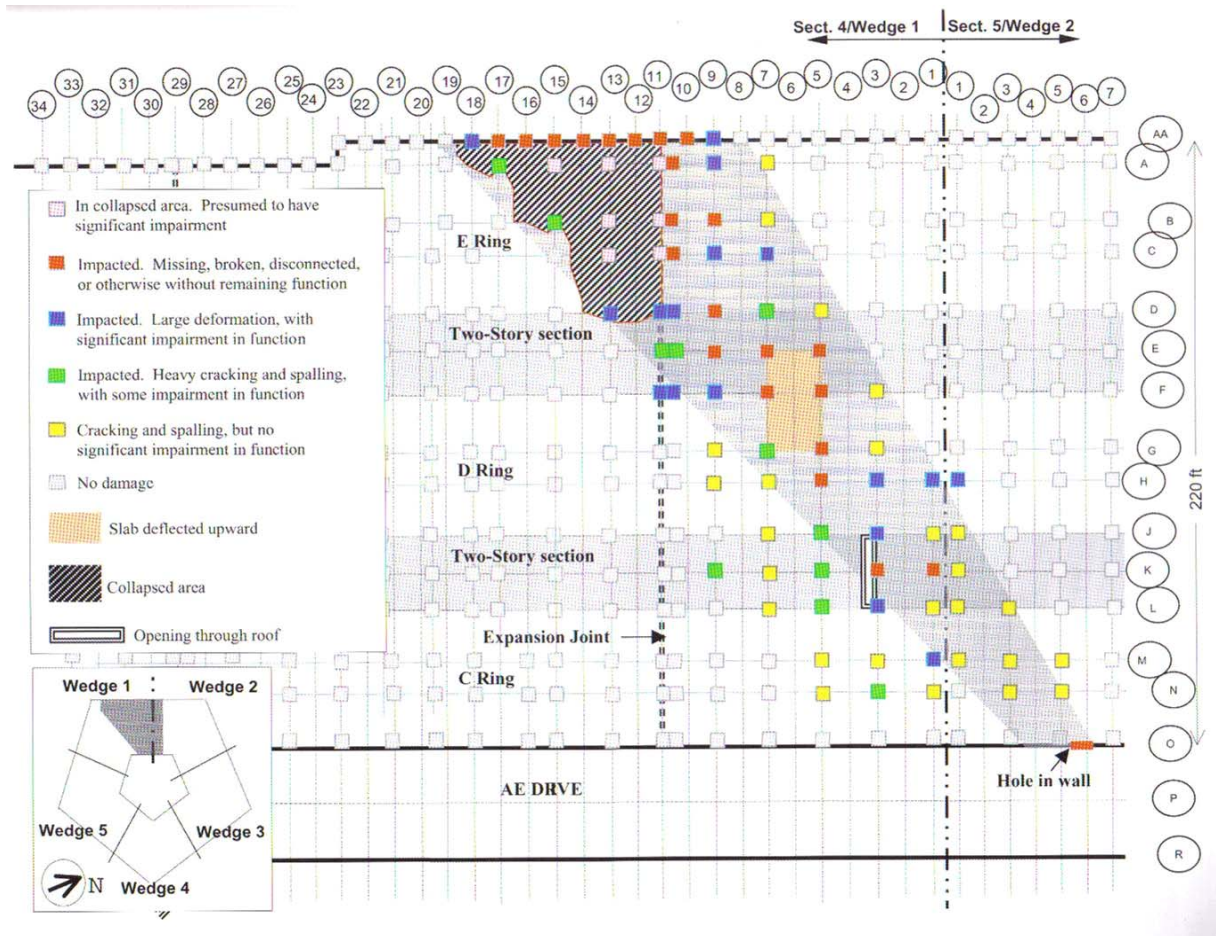 Sect. 4/Wedge 1 Sect. 5/Wedge 2
33 31 29 27 25 23 21 19 17 15 13 11 9 7 5 3 1 1 3 5 7
34 32 30 28 26 24 22 20 18 16 14 12 10 8 6 4 2 2 4 6
AA
A
In collapsed area. Presumed to have
significant impairment
B
E Ring
C
Impacted. Missing, broken, disconnected,
or otherwise without remaining function
Impacted. Large deformation, with
significant impairment in function
D
Two-Story section
E
Impacted. Heavy cracking and spalling,
with some impairment in function
F
Cracking and spalling, but no
significant impairment in function
G
D Ring
H
No damage
220 ft
Slab deflected upward
J
Two-Story section
K
Collapsed area
L
Opening through roof
Expansion Joint
M
C Ring
N
Wedge 1 Wedge 2
O
Hole in wall
AE DRIVE
P
Wedge 5 Wedge 3
R
N Wedge 4